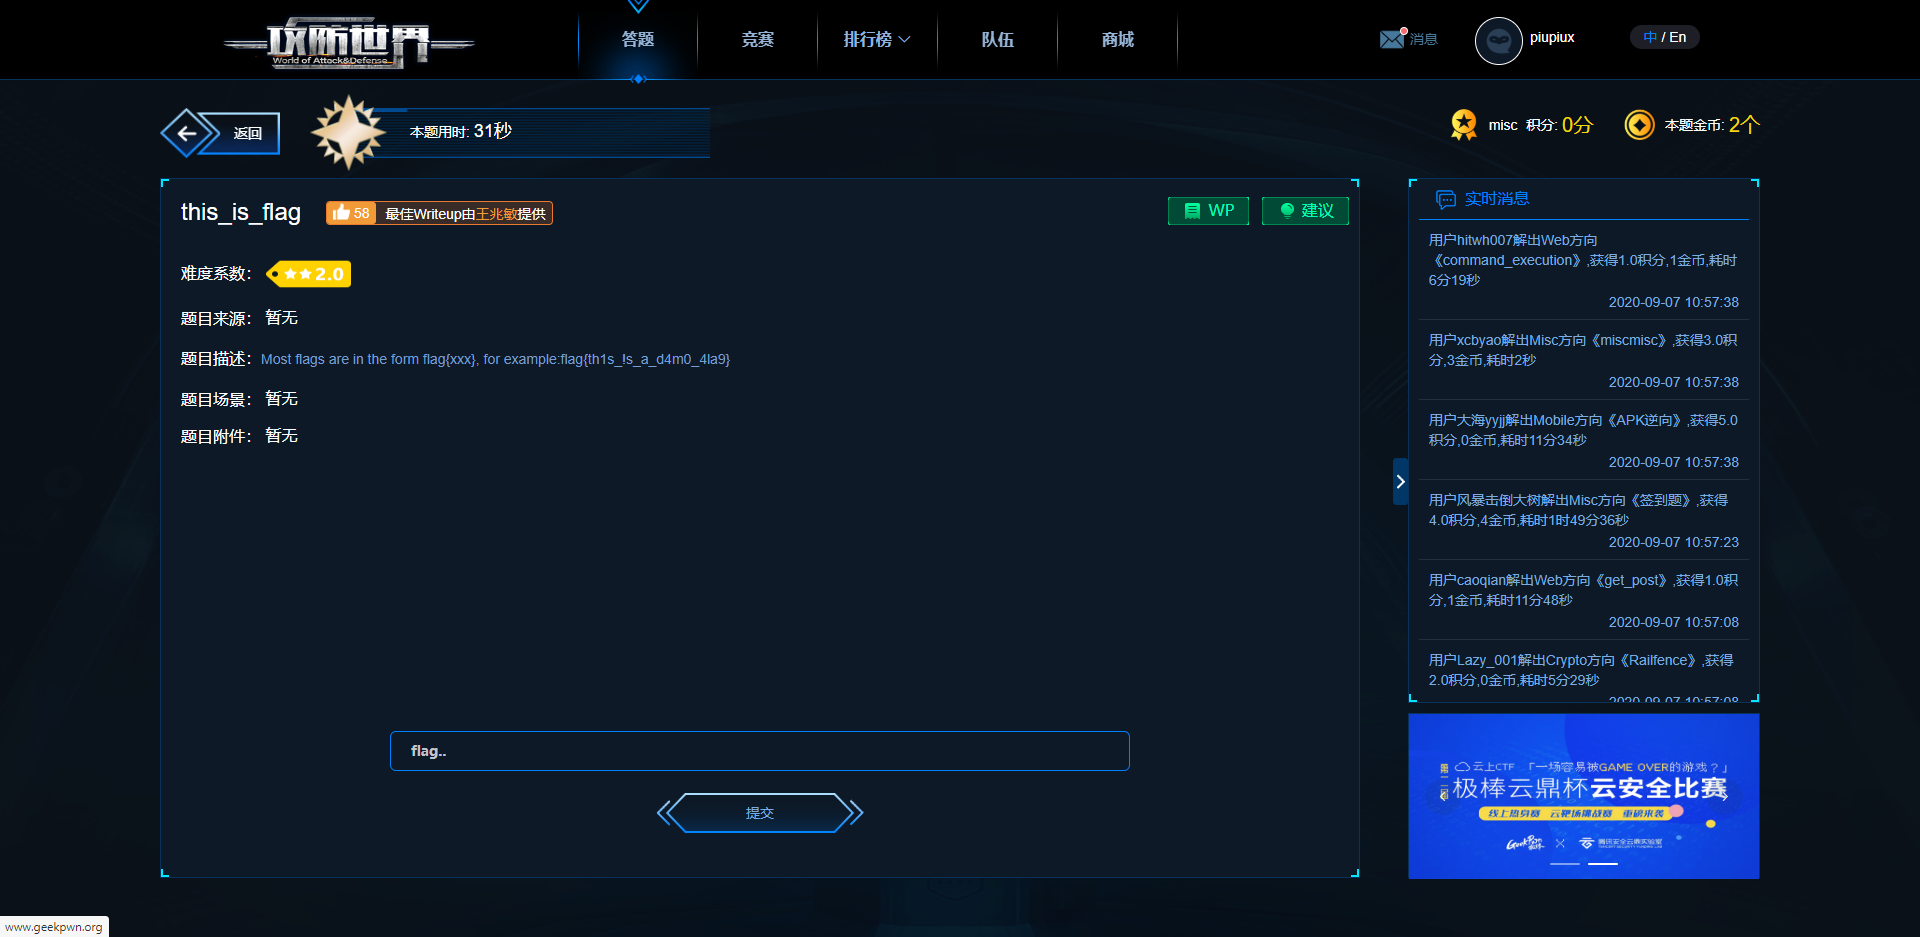 攻防世界
World of Attack&Defense
答题
竞赛
排行榜
队伍
商城
消息
piupiux
中 / En
返回
本题用时: 31秒
misc 积分: 0分
本题金币: 2个
this_is_flag
58 最佳Writeup由王兆敏提供
WP
建议
难度系数： 2.0
题目来源： 暂无
题目描述： Most flags are in the form flag{xxx}, for example:flag{th1s_!s_a_d4m0_4la9}
题目场景： 暂无
题目附件： 暂无
flag..
提交
实时消息
用户hitwh007解出Web方向
《command_execution》,获得1.0积分,1金币,耗时
6分19秒
2020-09-07 10:57:38
用户xcbyao解出Misc方向《miscmisc》,获得3.0积
分,3金币,耗时2秒
2020-09-07 10:57:38
用户大海yyjj解出Mobile方向《APK逆向》,获得5.0
积分,0金币,耗时11分34秒
2020-09-07 10:57:38
用户风暴击倒大树解出Misc方向《签到题》,获得
4.0积分,4金币,耗时1时49分36秒
2020-09-07 10:57:23
用户caoqian解出Web方向《get_post》,获得1.0积
分,1金币,耗时11分48秒
2020-09-07 10:57:08
用户Lazy_001解出Crypto方向《Railfence》,获得
2.0积分,0金币,耗时5分29秒
2020-09-07 10:57:08
云上CTF 「一场容易被GAME OVER的游戏？」
极棒云鼎杯云安全比赛
线上热身赛 云靶场挑战赛 重磅来袭
GeekPwn
腾讯安全云鼎实验室
www.geekpwn.org